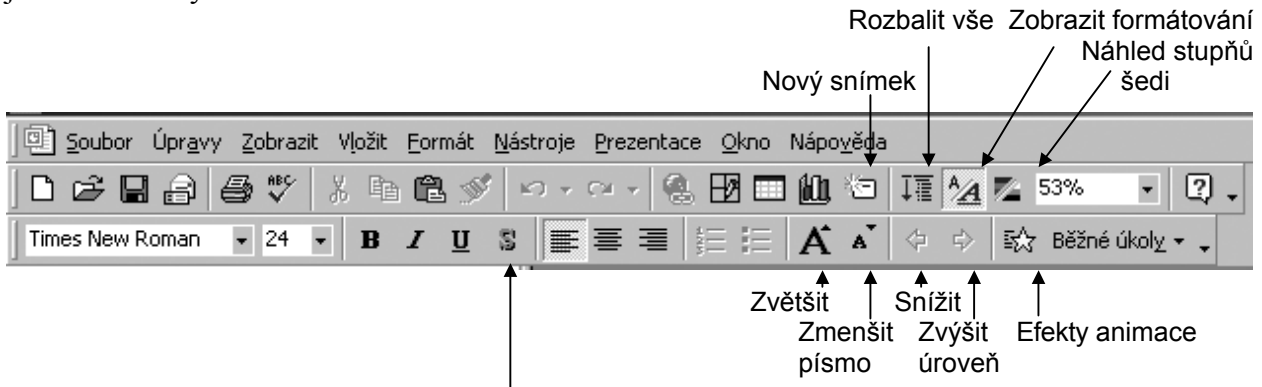 Rozbalit vše Zobrazit formátování
Náhled stupňů
Nový snímek šedi
Soubor Úpravy Zobrazit Vložit Formát Nástroje Prezentace Okno Nápověda
ABC 53%
Times New Roman 24 B I U S A A Běžné úkoly
Zvětšit Snížit
Zmenšit Zvýšit Efekty animace
písmo úroveň